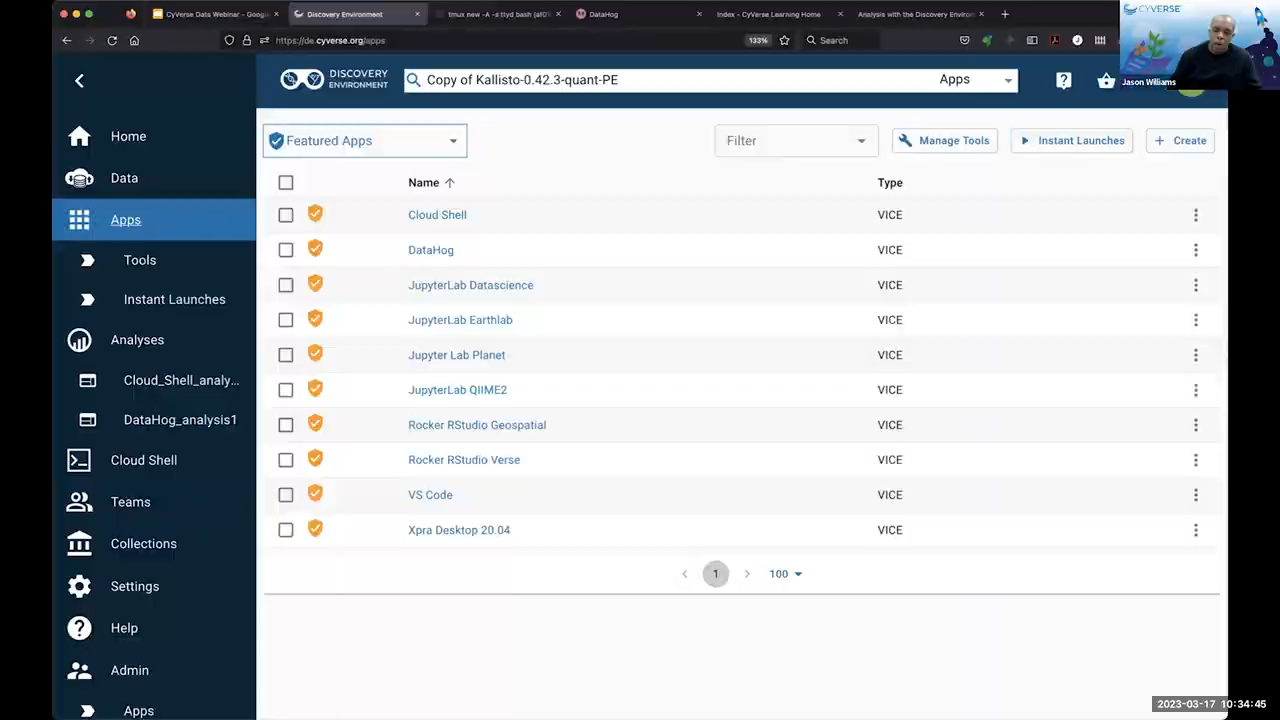 CyVerse Data Webinar - Google
Discovery Environment
tmux new -A -s ttyd bash (af0
DataHog
Index - CyVerse Learning Home
Analysis with the Discovery Environ
https://de.cyverse.org/apps
133%
Search
CYVERSE
Jason Williams
DISCOVERY
ENVIRONMENT
Copy of Kallisto-0.42.3-quant-PE
Apps
Home
Data
Apps
Tools
Instant Launches
Analyses
Cloud_Shell_analy...
DataHog_analysis1
Cloud Shell
Teams
Collections
Settings
Help
Admin
Apps
Featured Apps
Filter
Manage Tools
Instant Launches
+ Create
Name
Type
Cloud Shell
VICE
DataHog
VICE
JupyterLab Datascience
VICE
JupyterLab Earthlab
VICE
Jupyter Lab Planet
VICE
JupyterLab QIIME2
VICE
Rocker RStudio Geospatial
VICE
Rocker RStudio Verse
VICE
VS Code
VICE
Xpra Desktop 20.04
VICE
1
100
2023-03-17 10:34:45